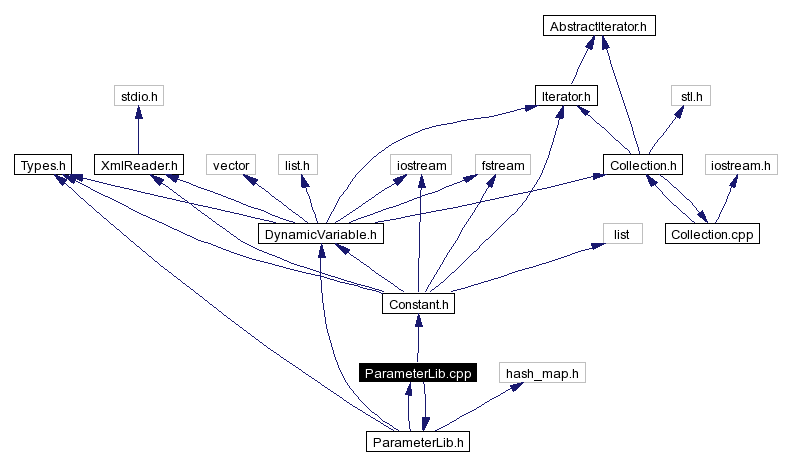 AbstractIterator.h
stdio.h
Iterator.h
stl.h
Types.h
XmlReader.h
vector
list.h
iostream
fstream
Collection.h
iostream.h
DynamicVariable.h
list
Collection.cpp
Constant.h
ParameterLib.cpp
hash_map.h
ParameterLib.h